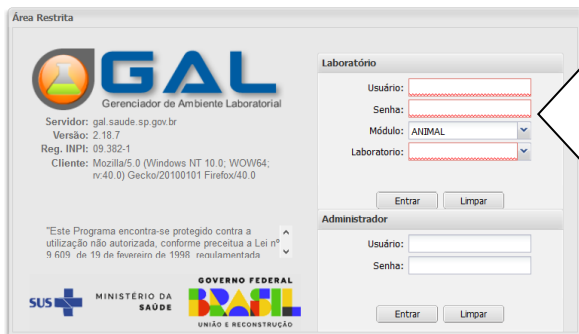 Área Restrita
GAL
Gerenciador de Ambiente Laboratorial
Servidor: gal.saude.sp.gov.br
Versão: 2.18.7
Reg. INPI: 09.382-1
Cliente: Mozilla/5.0 (Windows NT 10.0; WOW64;
rv:40.0) Gecko/20100101 Firefox/40.0
"Este Programa encontra-se protegido contra a
utilização não autorizada, conforme preceitua a Lei nº
9.609, de 19 de fevereiro de 1998, regulamentada
SUS
MINISTÉRIO DA
SAÚDE
GOVERNO FEDERAL
BRASIL
UNIÃO E RECONSTRUÇÃO
Laboratório
Usuário:
Senha:
Módulo: ANIMAL
Laboratorio:
Entrar Limpar
Administrador
Usuário:
Senha:
Entrar Limpar